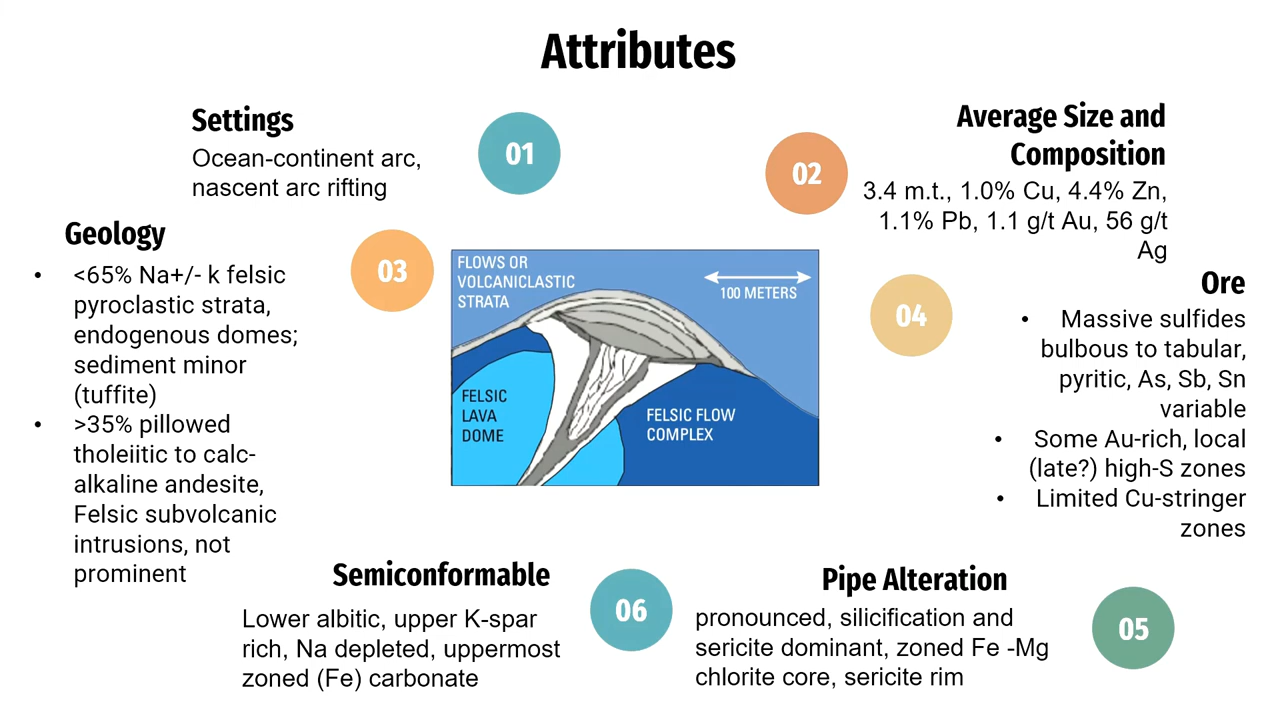 Attributes
Settings
Ocean-continent arc,
nascent arc rifting
01
02
Average Size and
Composition
3.4 m.t., 1.0% Cu, 4.4% Zn,
1.1% Pb, 1.1 g/t Au, 56 g/t
Ag
Geology
• <65% Na+/- k felsic
pyroclastic strata,
endogenous domes;
sediment minor
(tuffite)
• >35% pillowed
tholeiitic to calc-
alkaline andesite,
Felsic subvolcanic
intrusions, not
prominent
03
FLOWS OR
VOLCANICLASTIC
STRATA
100 METERS
FELSIC
LAVA
DOME
FELSIC FLOW
COMPLEX
04
Ore
• Massive sulfides
bulbous to tabular,
pyritic, As, Sb, Sn
variable
• Some Au-rich, local
(late?) high-S zones
• Limited Cu-stringer
zones
Semiconformable
Lower albitic, upper K-spar
rich, Na depleted, uppermost
zoned (Fe) carbonate
06
Pipe Alteration
pronounced, silicification and
sericite dominant, zoned Fe -Mg
chlorite core, sericite rim
05